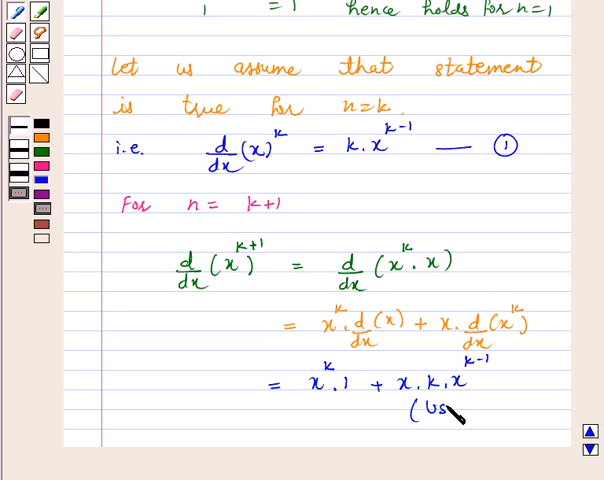 1 = 1 hence holds for n=1
Let us assume that statement
is true for n=k.
i.e. d/dx (x)^k = k.x^{k-1} —— ①
For n = k+1
d/dx (x^{k+1}) = d/dx (x^k . x)
= x^k . d/dx (x) + x. d/dx (x^k)
= x^k . 1 + x. k. x^{k-1}
(Us